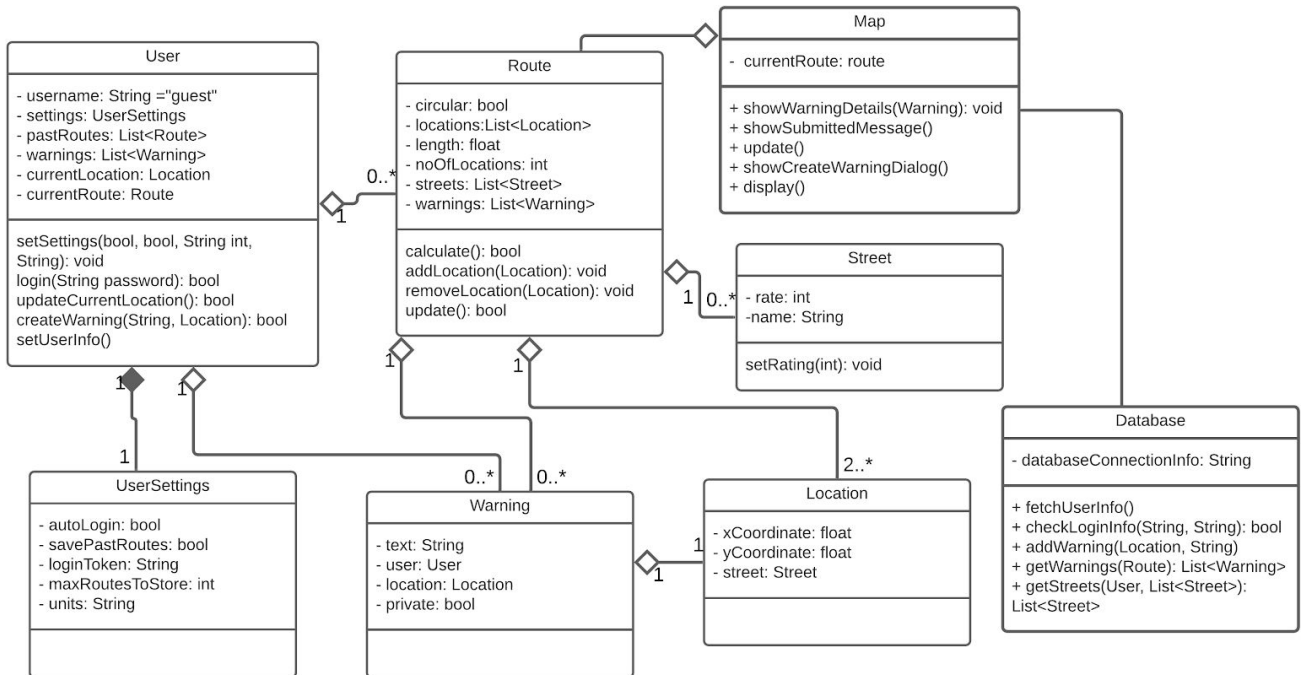 User
- username: String ="guest"
- settings: UserSettings
- pastRoutes: List<Route>
- warnings: List<Warning>
- currentLocation: Location
- currentRoute: Route
setSettings(bool, bool, String int,
String): void
login(String password): bool
updateCurrentLocation(): bool
createWarning(String, Location): bool
setUserInfo()
1
0..*
Route
- circular: bool
- locations:List<Location>
- length: float
- noOfLocations: int
- streets: List<Street>
- warnings: List<Warning>
calculate(): bool
addLocation(Location): void
removeLocation(Location): void
update(): bool
Map
- currentRoute: route
+ showWarningDetails(Warning): void
+ showSubmittedMessage()
+ update()
+ showCreateWarningDialog()
+ display()
1
0..*
Street
- rate: int
-name: String
setRating(int): void
1
1
1
1
1
0..*
0..*
2..*
UserSettings
- autoLogin: bool
- savePastRoutes: bool
- loginToken: String
- maxRoutesToStore: int
- units: String
Warning
- text: String
- user: User
- location: Location
- private: bool
1
1
Location
- xCoordinate: float
- yCoordinate: float
- street: Street
Database
- databaseConnectionInfo: String
+ fetchUserInfo()
+ checkLoginInfo(String, String): bool
+ addWarning(Location, String)
+ getWarnings(Route): List<Warning>
+ getStreets(User, List<Street>):
List<Street>